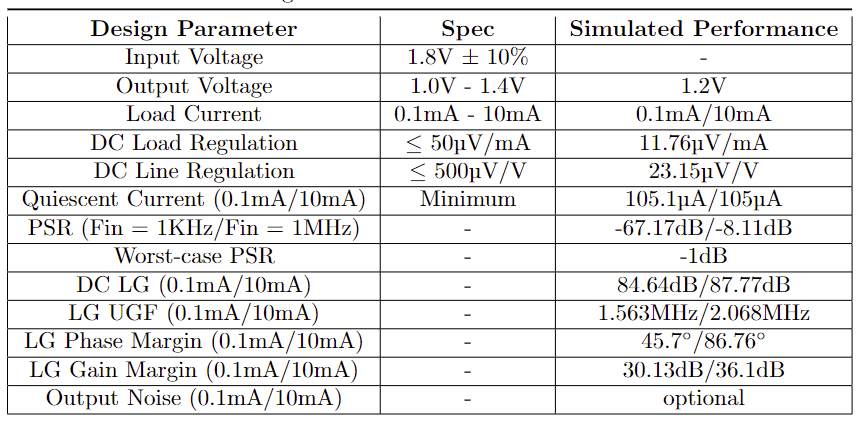 Design Parameter Spec Simulated Performance
Input Voltage 1.8V ± 10% -
Output Voltage 1.0V - 1.4V 1.2V
Load Current 0.1mA - 10mA 0.1mA/10mA
DC Load Regulation ≤ 50µV/mA 11.76µV/mA
DC Line Regulation ≤ 500µV/V 23.15µV/V
Quiescent Current (0.1mA/10mA) Minimum 105.1µA/105µA
PSR (Fin = 1KHz/Fin = 1MHz) - -67.17dB/-8.11dB
Worst-case PSR - -1dB
DC LG (0.1mA/10mA) - 84.64dB/87.77dB
LG UGF (0.1mA/10mA) - 1.563MHz/2.068MHz
LG Phase Margin (0.1mA/10mA) - 45.7°/86.76°
LG Gain Margin (0.1mA/10mA) - 30.13dB/36.1dB
Output Noise (0.1mA/10mA) - optional